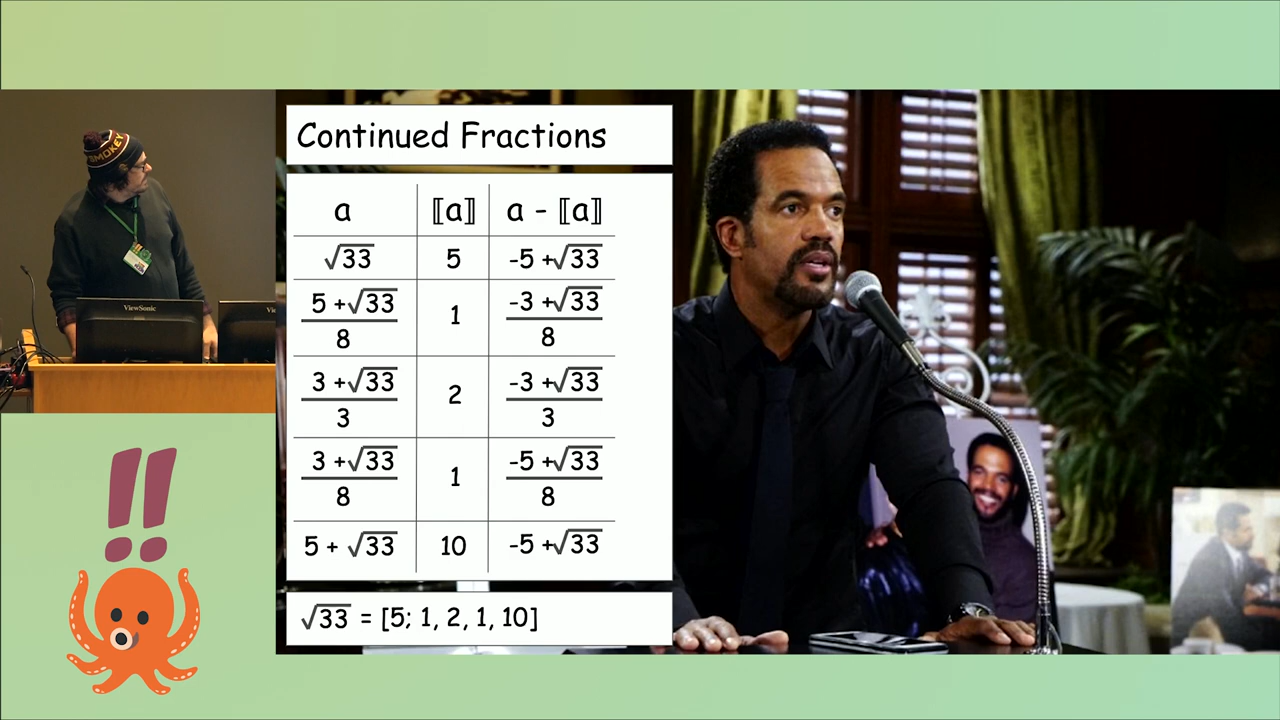 SMOKEY
ViewSonic
Vi
Continued Fractions
a ⟦a⟧ a - ⟦a⟧
√33 5 -5 +√33
5 +√33 / 8 1 -3 +√33 / 8
3 +√33 / 3 2 -3 +√33 / 3
3 +√33 / 8 1 -5 +√33 / 8
5 + √33 10 -5 +√33
√33 = [5; 1, 2, 1, 10]
!!